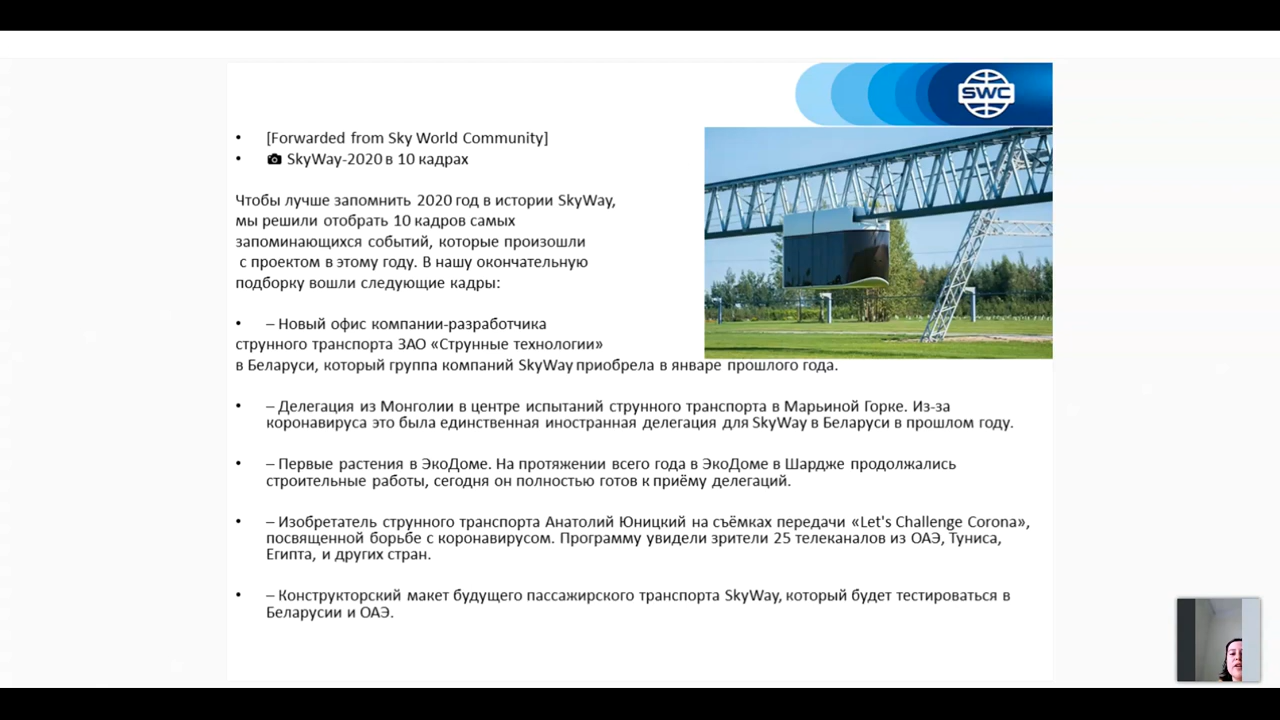 SWC
[Forwarded from Sky World Community]
📷 SkyWay-2020 в 10 кадрах
Чтобы лучше запомнить 2020 год в истории SkyWay,
мы решили отобрать 10 кадров самых
запоминающихся событий, которые произошли
с проектом в этому году. В нашу окончательную
подборку вошли следующие кадры:
– Новый офис компании-разработчика
струнного транспорта ЗАО «Струнные технологии»
в Беларуси, который группа компаний SkyWay приобрела в январе прошлого года.
– Делегация из Монголии в центре испытаний струнного транспорта в Марьиной Горке. Из-за
коронавируса это была единственная иностранная делегация для SkyWay в Беларуси в прошлом году.
– Первые растения в ЭкоДоме. На протяжении всего года в ЭкоДоме в Шардже продолжались
строительные работы, сегодня он полностью готов к приёму делегаций.
– Изобретатель струнного транспорта Анатолий Юницкий на съёмках передачи «Let's Challenge Corona»,
посвященной борьбе с коронавирусом. Программу увидели зрители 25 телеканалов из ОАЭ, Туниса,
Египта, и других стран.
– Конструкторский макет будущего пассажирского транспорта SkyWay, который будет тестироваться в
Беларусии и ОАЭ.